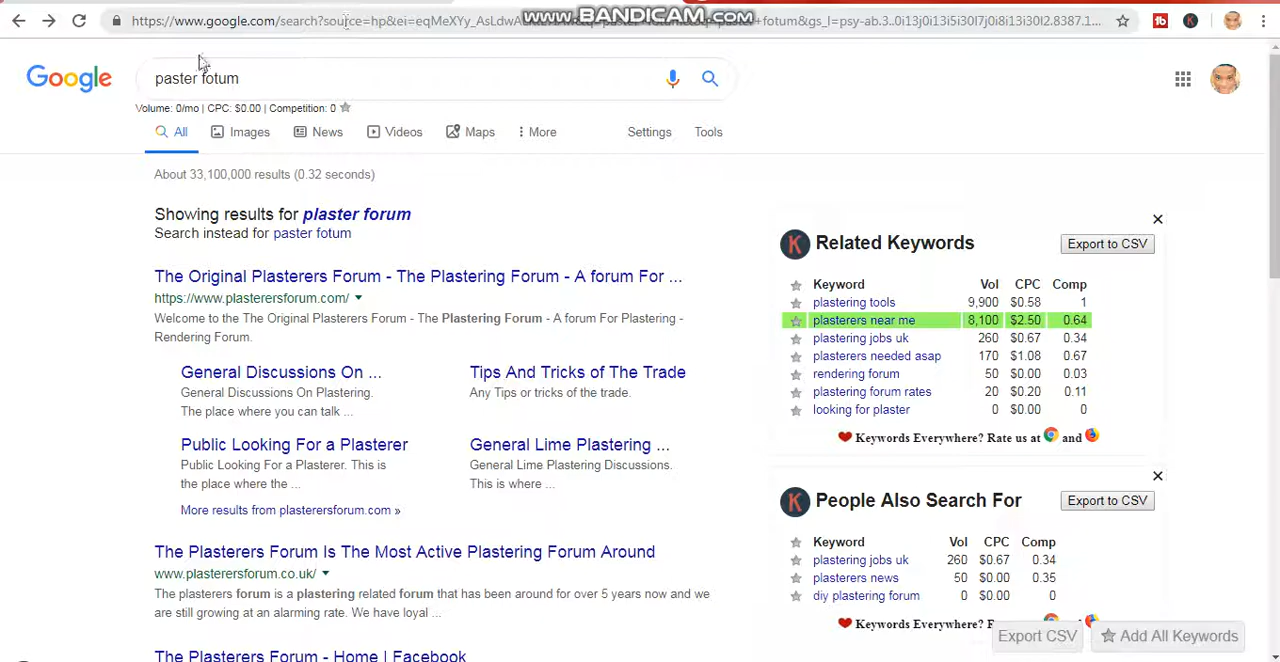 https://www.google.com/search?source=hp&ei=eqMeXYy_AsLdwA
www.BANDICAM.com
fotum&gs_l=psy-ab.3..0i13j0i13i5i30l7j0i8i13i30l2.8387.1...
Google
paster fotum
Volume: 0/mo | CPC: $0.00 | Competition: 0
All Images News Videos Maps More Settings Tools
About 33,100,000 results (0.32 seconds)
Showing results for plaster forum
Search instead for paster fotum
The Original Plasterers Forum - The Plastering Forum - A forum For ...
https://www.plasterersforum.com/
Welcome to the The Original Plasterers Forum - The Plastering Forum - A forum For Plastering -
Rendering Forum.
General Discussions On ...
General Discussions On Plastering.
The place where you can talk ...
Tips And Tricks of The Trade
Any Tips or tricks of the trade.
Public Looking For a Plasterer
Public Looking For a Plasterer. This is
the place where the ...
General Lime Plastering ...
General Lime Plastering Discussions.
This is where ...
More results from plasterersforum.com »
The Plasterers Forum Is The Most Active Plastering Forum Around
www.plasterersforum.co.uk/
The plasterers forum is a plastering related forum that has been around for over 5 years now and we
are still growing at an alarming rate. We have loyal ...
The Plasterers Forum - Home | Facebook
K Related Keywords Export to CSV
Keyword Vol CPC Comp
plastering tools 9,900 $0.58 1
plasterers near me 8,100 $2.50 0.64
plastering jobs uk 260 $0.67 0.34
plasterers needed asap 170 $1.08 0.67
rendering forum 50 $0.00 0.03
plastering forum rates 20 $0.20 0.11
looking for plaster 0 $0.00 0
Keywords Everywhere? Rate us at and
K People Also Search For Export to CSV
Keyword Vol CPC Comp
plastering jobs uk 260 $0.67 0.34
plasterers news 50 $0.00 0.35
diy plastering forum 0 $0.00 0
Keywords Everywhere?
Export CSV Add All Keywords